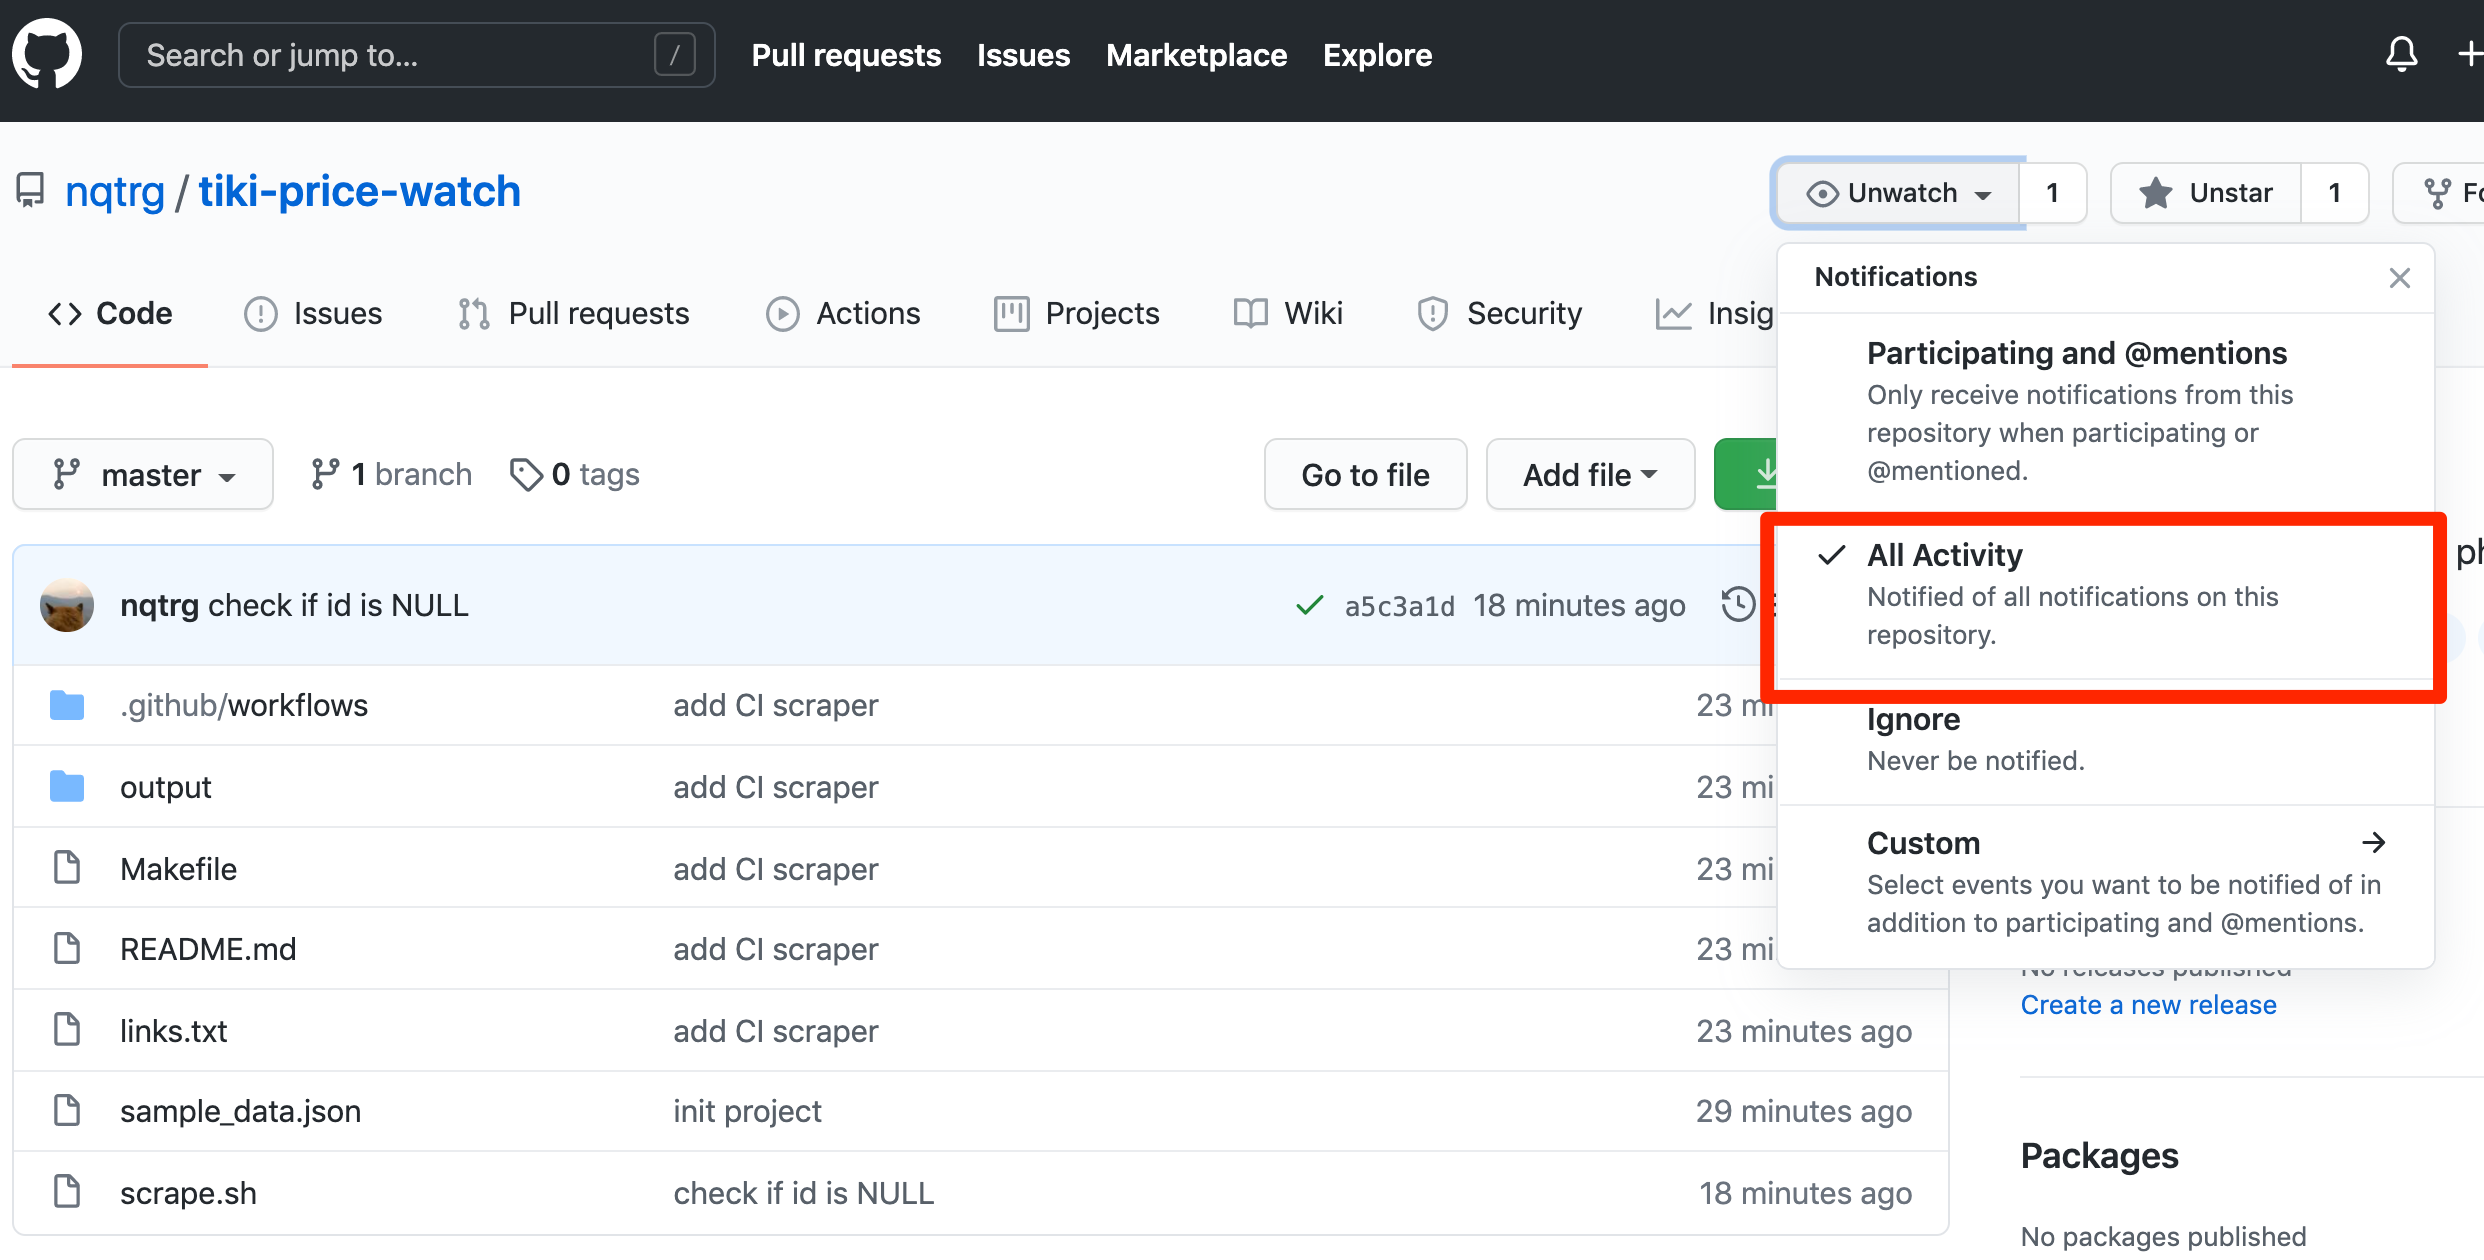 Search or jump to... /
Pull requests Issues Marketplace Explore
nqtrg / tiki-price-watch
Unwatch 1 Unstar 1
Code Issues Pull requests Actions Projects Wiki Security
Notifications
Participating and @mentions
Only receive notifications from this
repository when participating or
@mentioned.
All Activity
Notified of all notifications on this
repository.
Ignore
Never be notified.
Custom
Select events you want to be notified of in
addition to participating and @mentions.
master 1 branch 0 tags
Go to file Add file
nqtrg check if id is NULL a5c3a1d 18 minutes ago
.github/workflows add CI scraper 23 mi
output add CI scraper 23 mi
Makefile add CI scraper 23 mi
README.md add CI scraper 23 mi
links.txt add CI scraper 23 minutes ago
sample_data.json init project 29 minutes ago
scrape.sh check if id is NULL 18 minutes ago
No releases published
Create a new release
Packages
No packages published